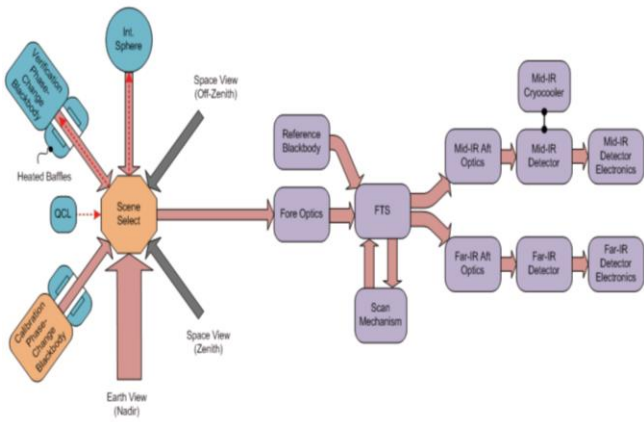 Int.
Sphere
Verification
Phase-
Change
Blackbody
Space View
(Off-Zenith)
Heated Baffles
QCL
Scene
Select
Calibration
Phase-
Change
Blackbody
Earth View
(Nadir)
Space View
(Zenith)
Reference
Blackbody
Fore Optics
FTS
Scan
Mechanism
Mid-IR
Cryocooler
Mid-IR Aft
Optics
Mid-IR
Detector
Mid-IR
Detector
Electronics
Far-IR Aft
Optics
Far-IR
Detector
Far-IR
Detector
Electronics